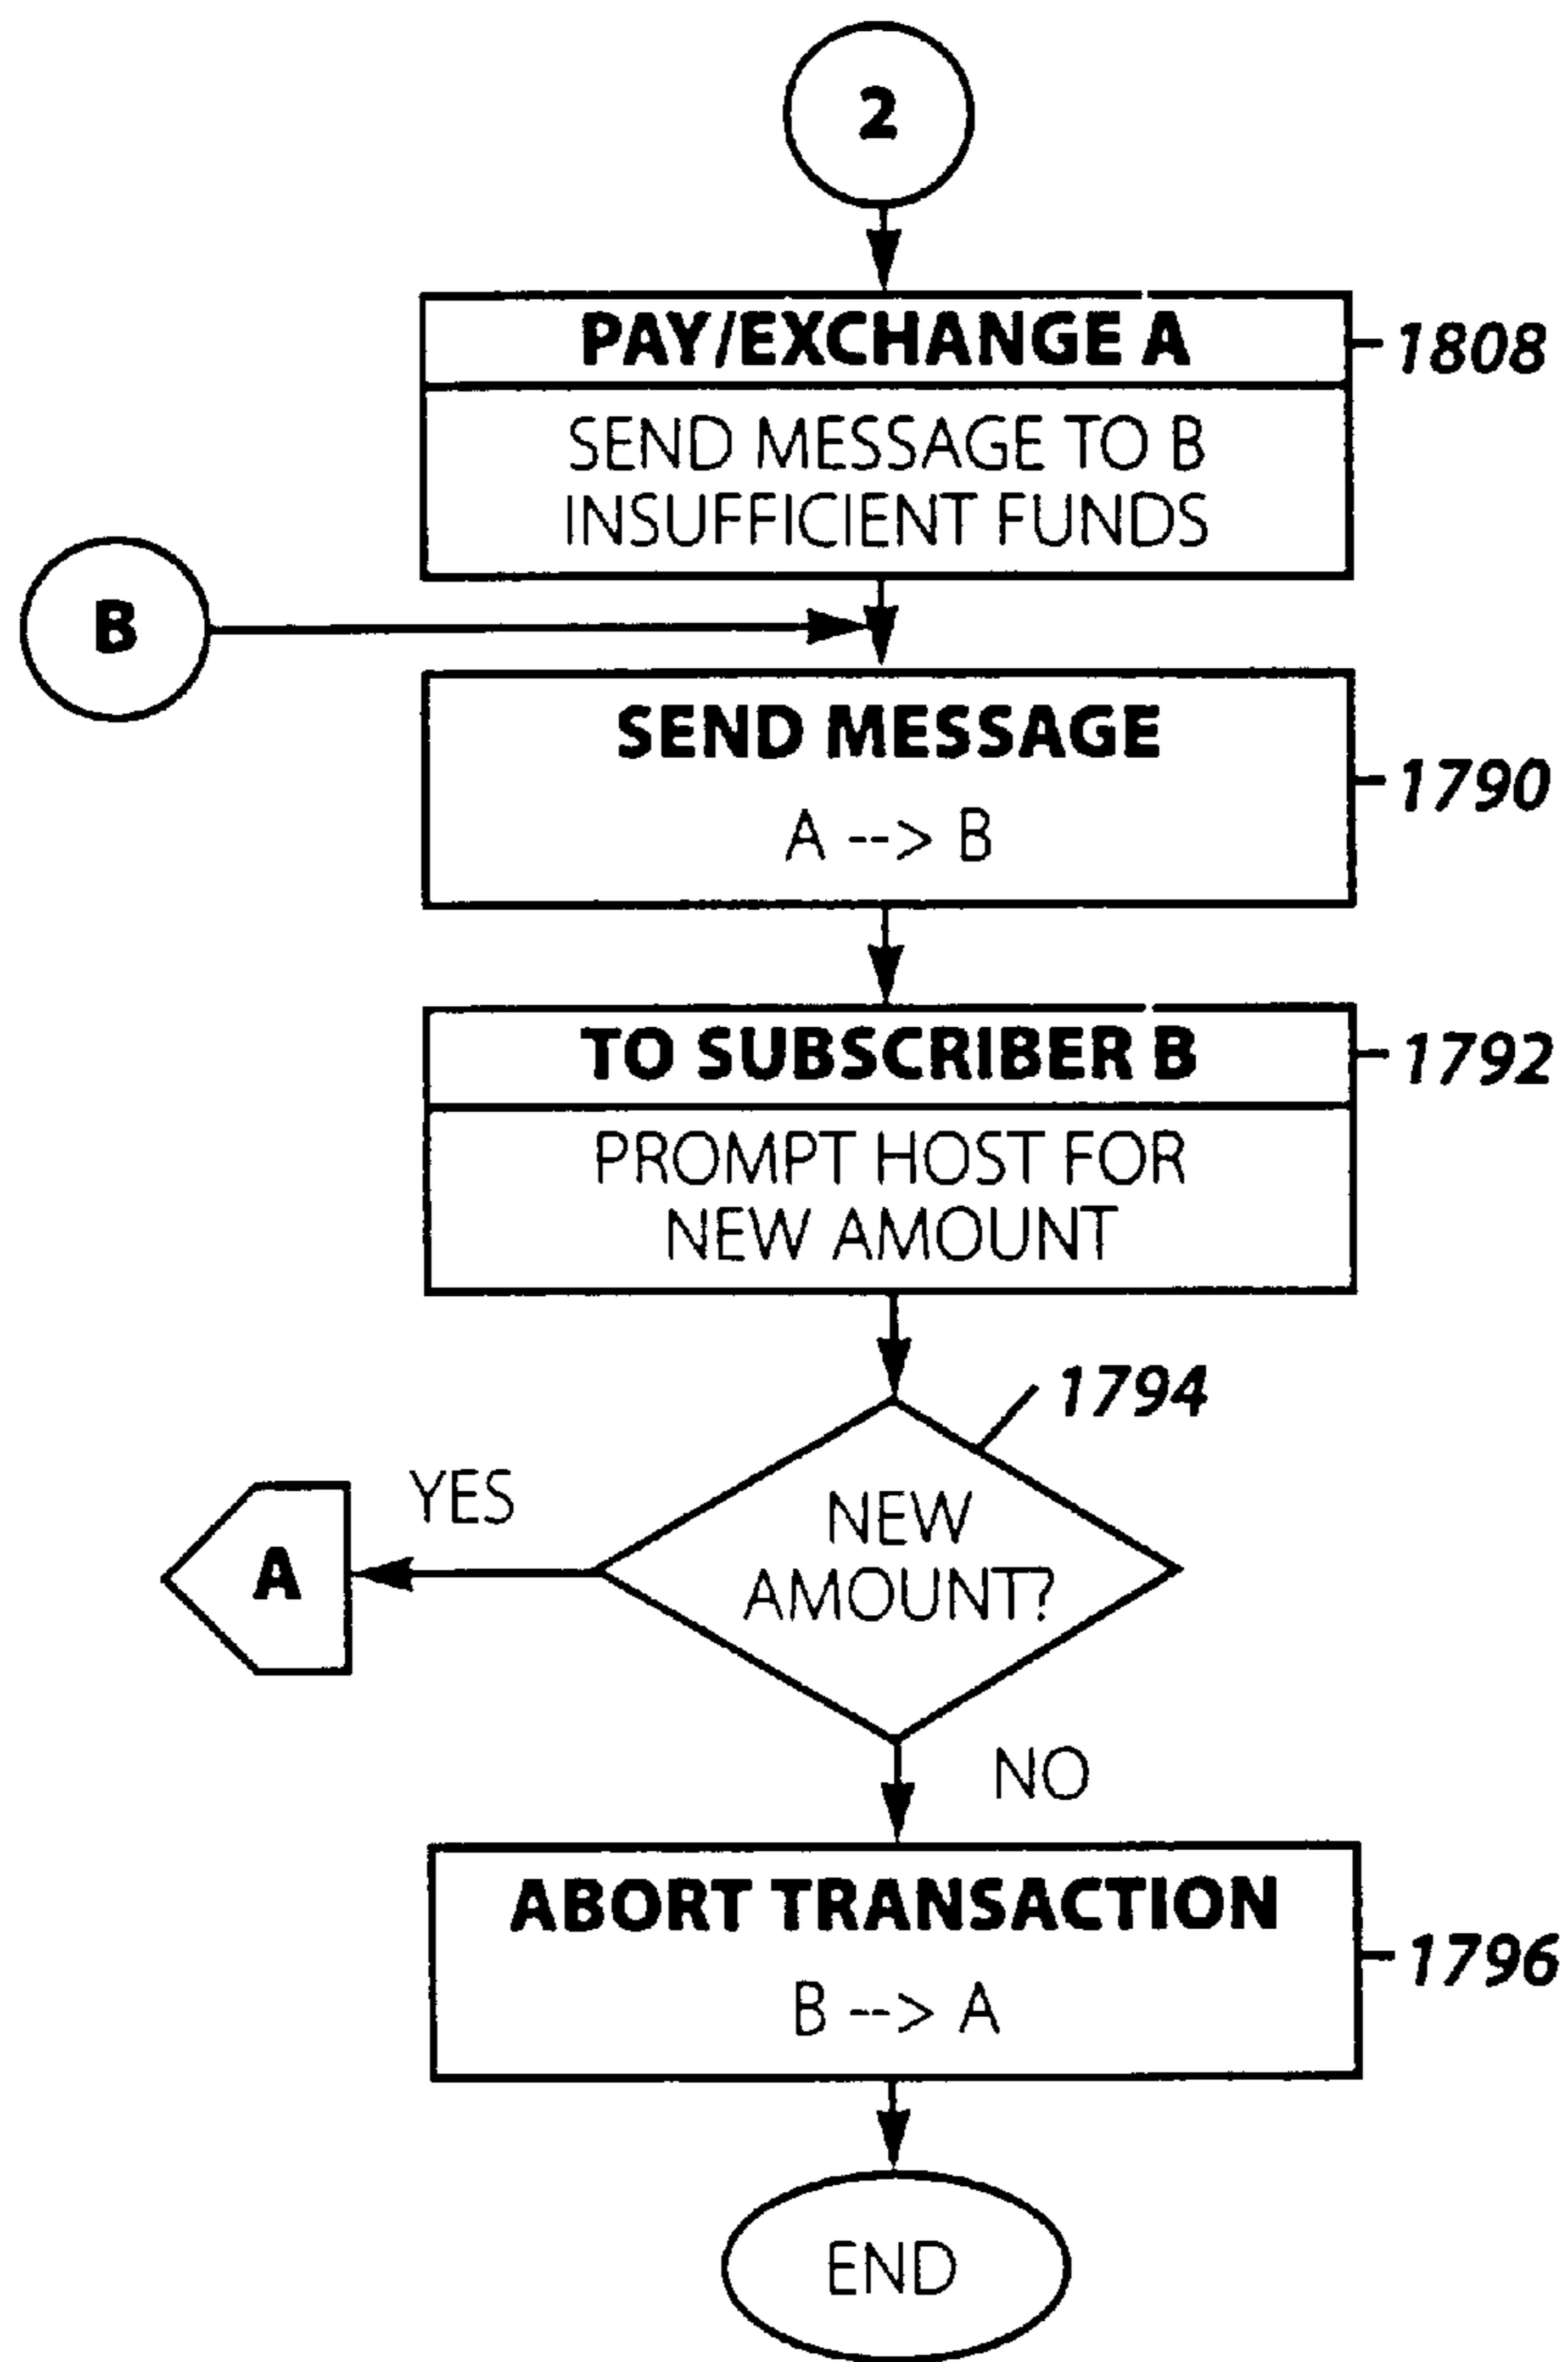 2
PAY/EXCHANGE A
1808
SEND MESSAGE TO B
INSUFFICIENT FUNDS
B
SEND MESSAGE
1790
A --> B
TO SUBSCRIBER B
1792
PROMPT HOST FOR
NEW AMOUNT
1794
YES
NEW
AMOUNT?
A
NO
ABORT TRANSACTION
1796
B --> A
END